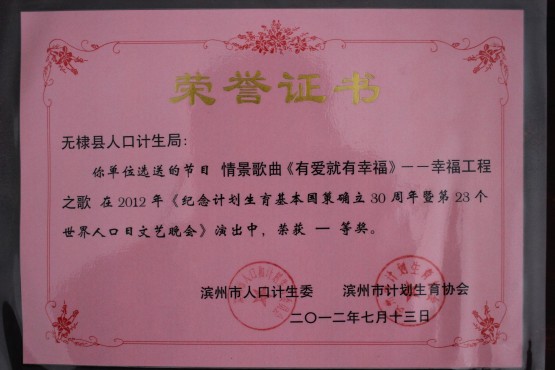 荣誉证书
无棣县人口计生局：
你单位选送的节目 情景歌曲《有爱就有幸福》——幸福工程
之歌 在2012年《纪念计划生育基本国策确立30周年暨第23个
世界人口日文艺晚会》演出中，荣获 一 等奖。
滨州市人口计生委 滨州市计划生育协会
二〇一二年七月十三日